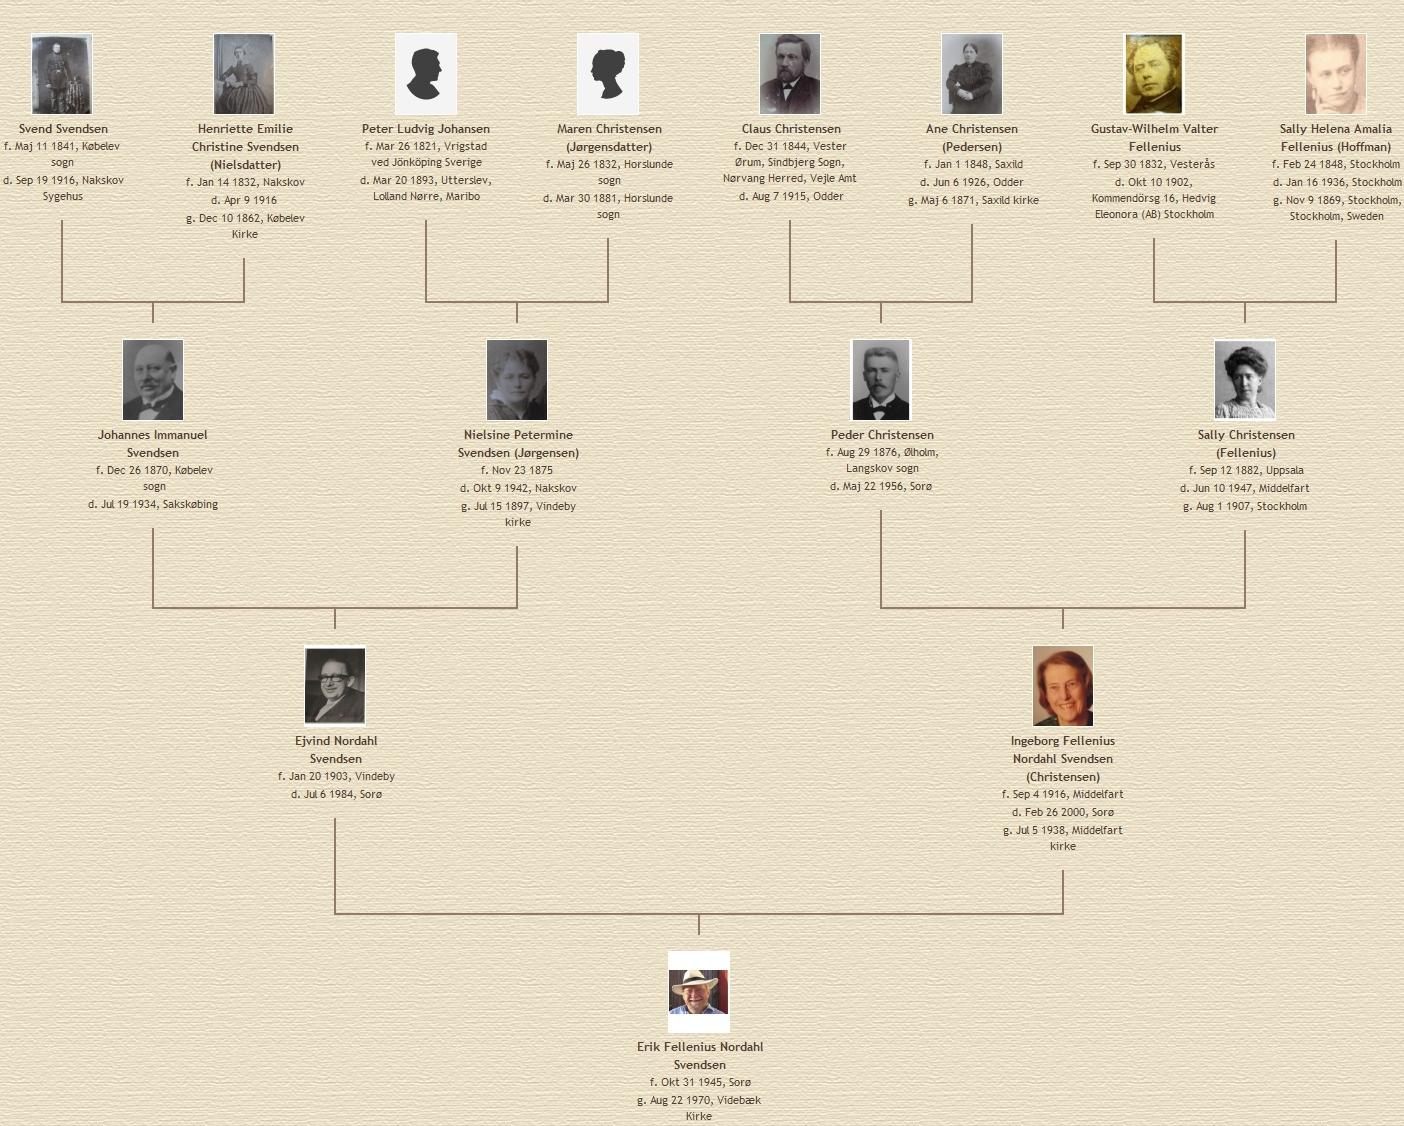 Svend Svendsen
f. Maj 11 1841, Købelev
sogn
d. Sep 19 1916, Nakskov
Sygehus
Henriette Emilie
Christine Svendsen
(Nielsdatter)
f. Jan 14 1832, Nakskov
d. Apr 9 1916
g. Dec 10 1862, Købelev
Kirke
Peter Ludvig Johansen
f. Mar 26 1821, Vrigstad
ved Jönköping Sverige
d. Mar 20 1893, Utterslev,
Lolland Nørre, Maribo
Maren Christensen
(Jørgensdatter)
f. Maj 26 1832, Horslunde
sogn
d. Mar 30 1881, Horslunde
sogn
Claus Christensen
f. Dec 31 1844, Vester
Ørum, Sindbjerg Sogn,
Nørvang Herred, Vejle Amt
d. Aug 7 1915, Odder
Ane Christensen
(Pedersen)
f. Jan 1 1848, Saxild
d. Jun 6 1926, Odder
g. Maj 6 1871, Saxild kirke
Gustav-Wilhelm Valter
Fellenius
f. Sep 30 1832, Vesterås
d. Okt 10 1902,
Kommendörsg 16, Hedvig
Eleonora (AB) Stockholm
Sally Helena Amalia
Fellenius (Hoffman)
f. Feb 24 1848, Stockholm
d. Jan 16 1936, Stockholm
g. Nov 9 1869, Stockholm,
Stockholm, Sweden
Johannes Immanuel
Svendsen
f. Dec 26 1870, Købelev
sogn
d. Jul 19 1934, Sakskøbing
Nielsine Petermine
Svendsen (Jørgensen)
f. Nov 23 1875
d. Okt 9 1942, Nakskov
g. Jul 15 1897, Vindeby
kirke
Peder Christensen
f. Aug 29 1876, Ølholm,
Langskov sogn
d. Maj 22 1956, Sorø
Sally Christensen
(Fellenius)
f. Sep 12 1882, Uppsala
d. Jun 10 1947, Middelfart
g. Aug 1 1907, Stockholm
Ejvind Nordahl
Svendsen
f. Jan 20 1903, Vindeby
d. Jul 6 1984, Sorø
Ingeborg Fellenius
Nordahl Svendsen
(Christensen)
f. Sep 4 1916, Middelfart
d. Feb 26 2000, Sorø
g. Jul 5 1938, Middelfart
kirke
Erik Fellenius Nordahl
Svendsen
f. Okt 31 1945, Sorø
g. Aug 22 1970, Videbæk
Kirke